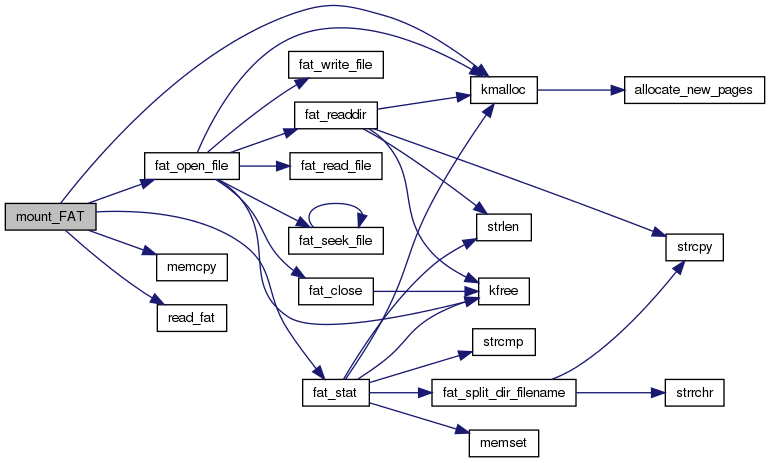 mount_FAT
fat_open_file
memcpy
read_fat
fat_write_file
fat_readdir
fat_read_file
fat_seek_file
fat_close
fat_stat
kmalloc
strlen
kfree
strcmp
fat_split_dir_filename
memset
allocate_new_pages
strcpy
strrchr